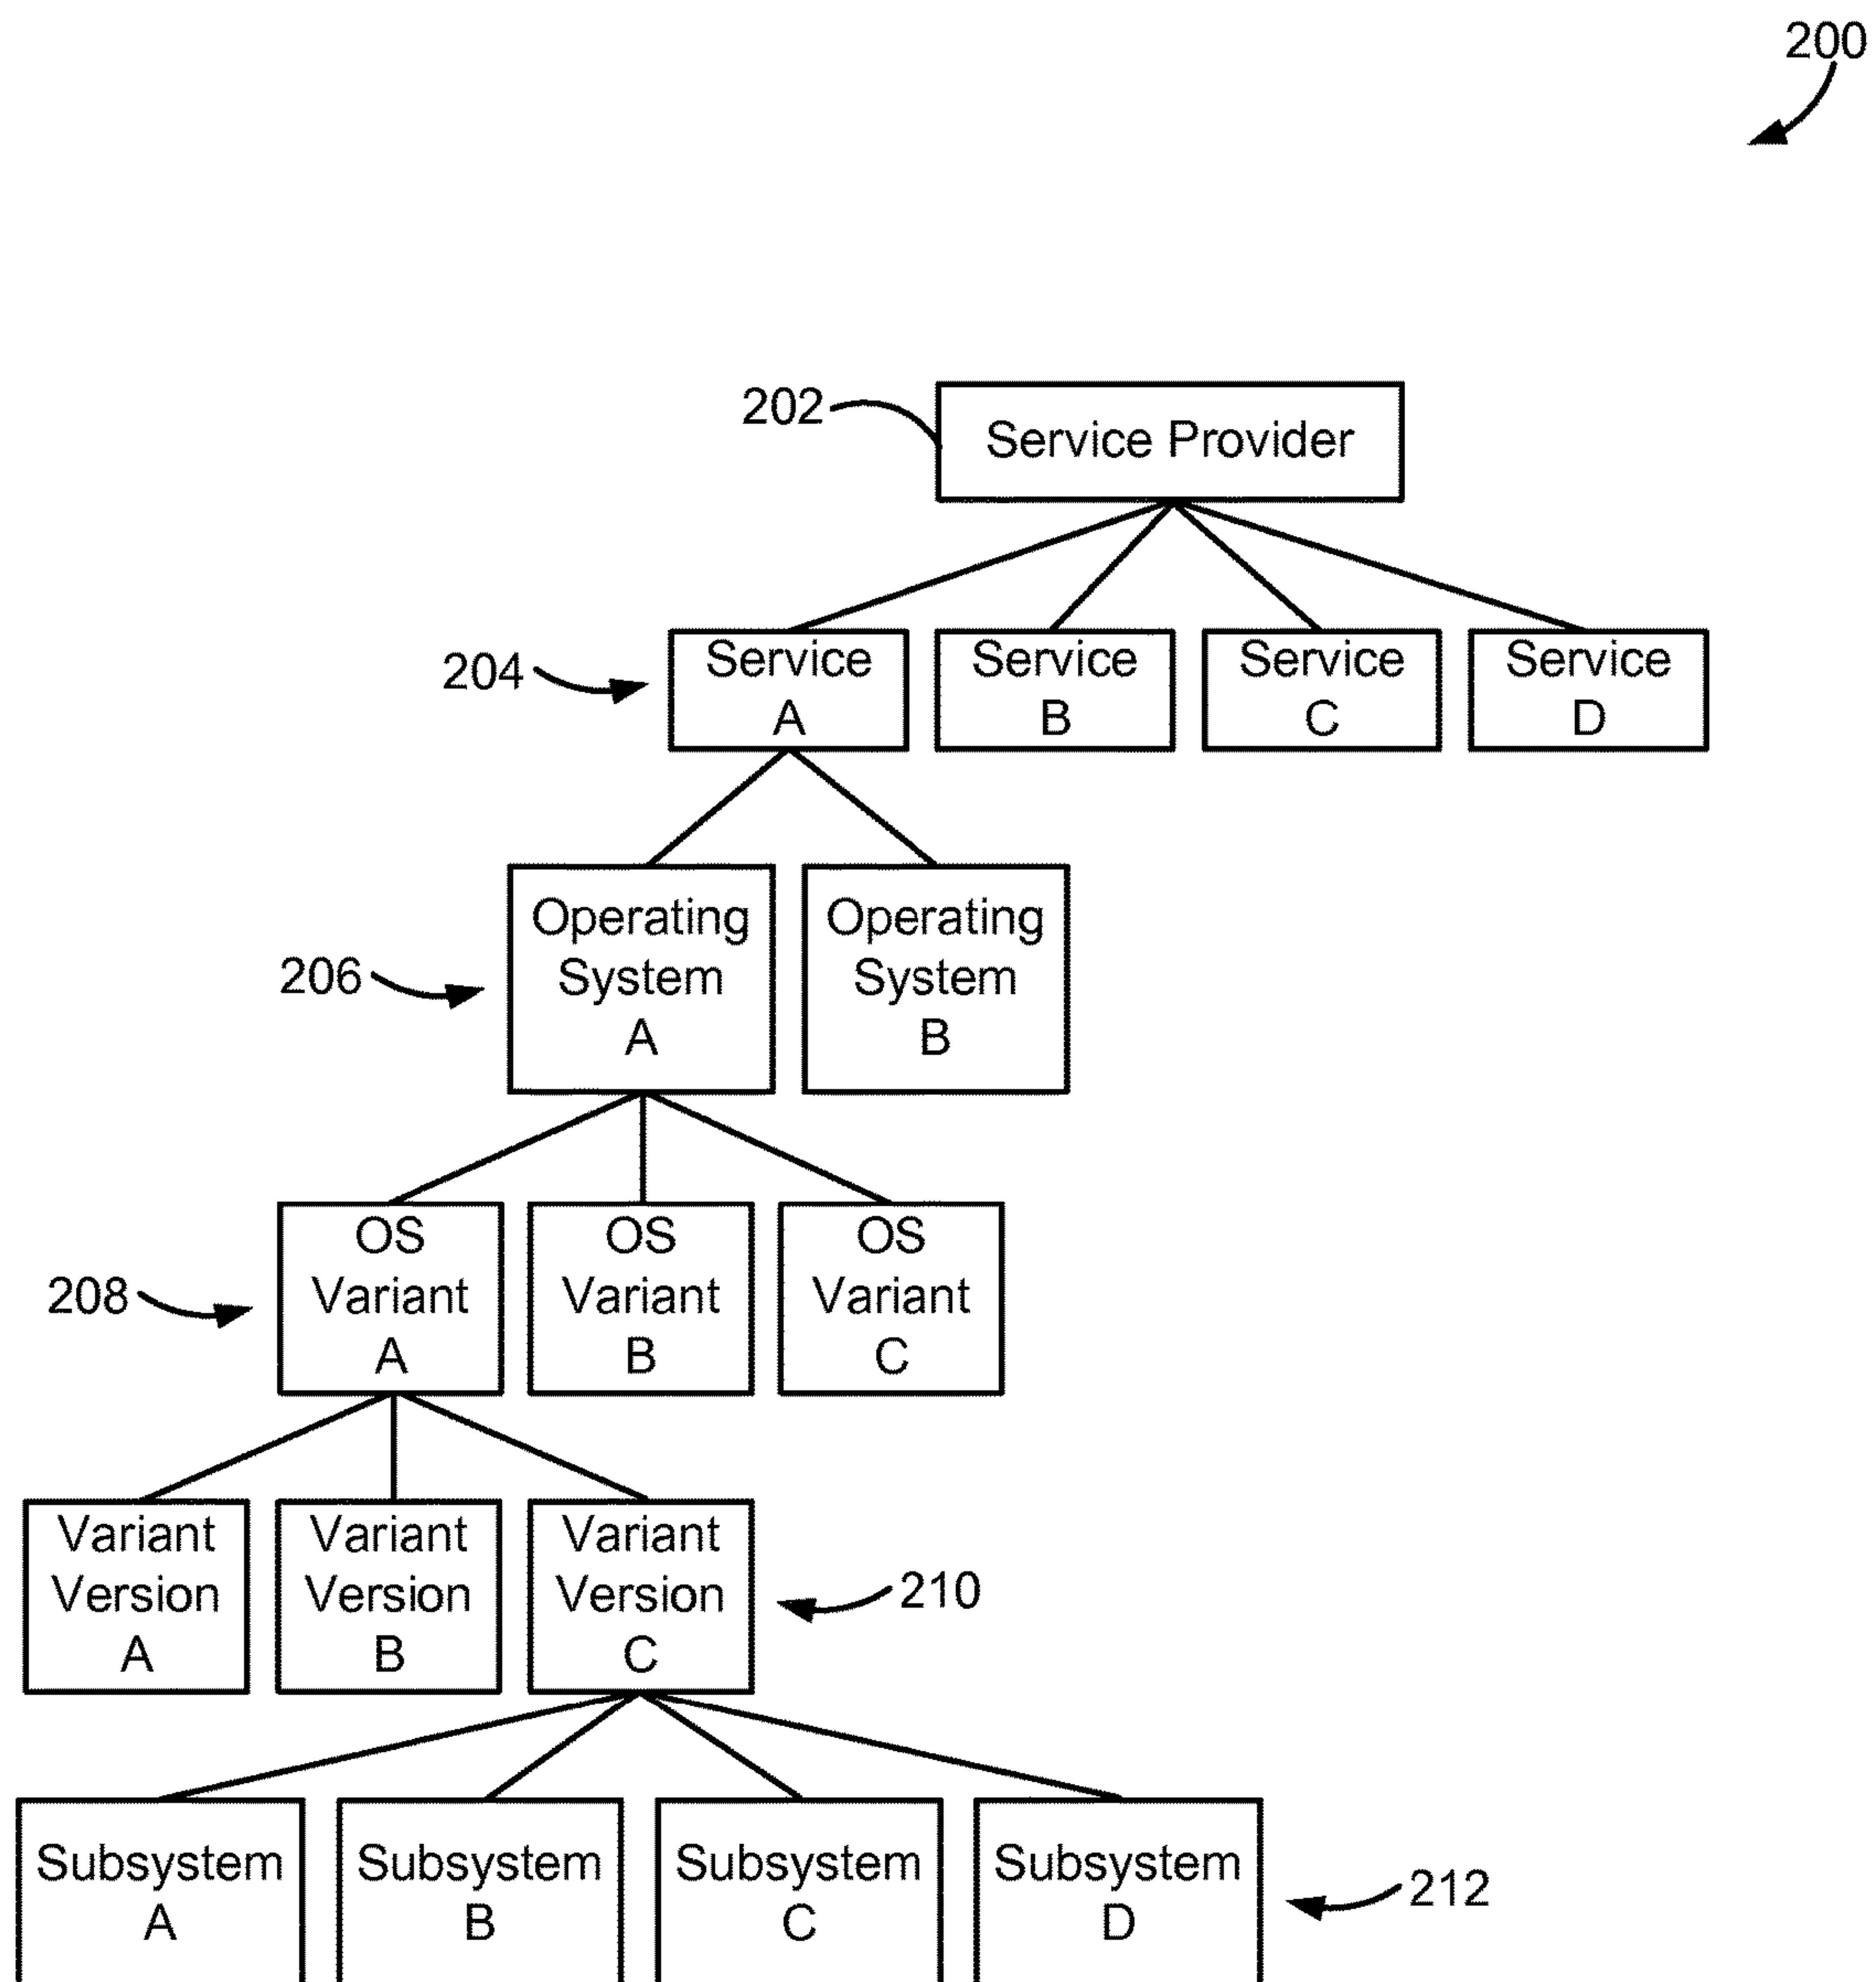 200
202
Service Provider
204
Service
A
Service
B
Service
C
Service
D
206
Operating
System
A
Operating
System
B
208
OS
Variant
A
OS
Variant
B
OS
Variant
C
Variant
Version
A
Variant
Version
B
Variant
Version
C
210
Subsystem
A
Subsystem
B
Subsystem
C
Subsystem
D
212